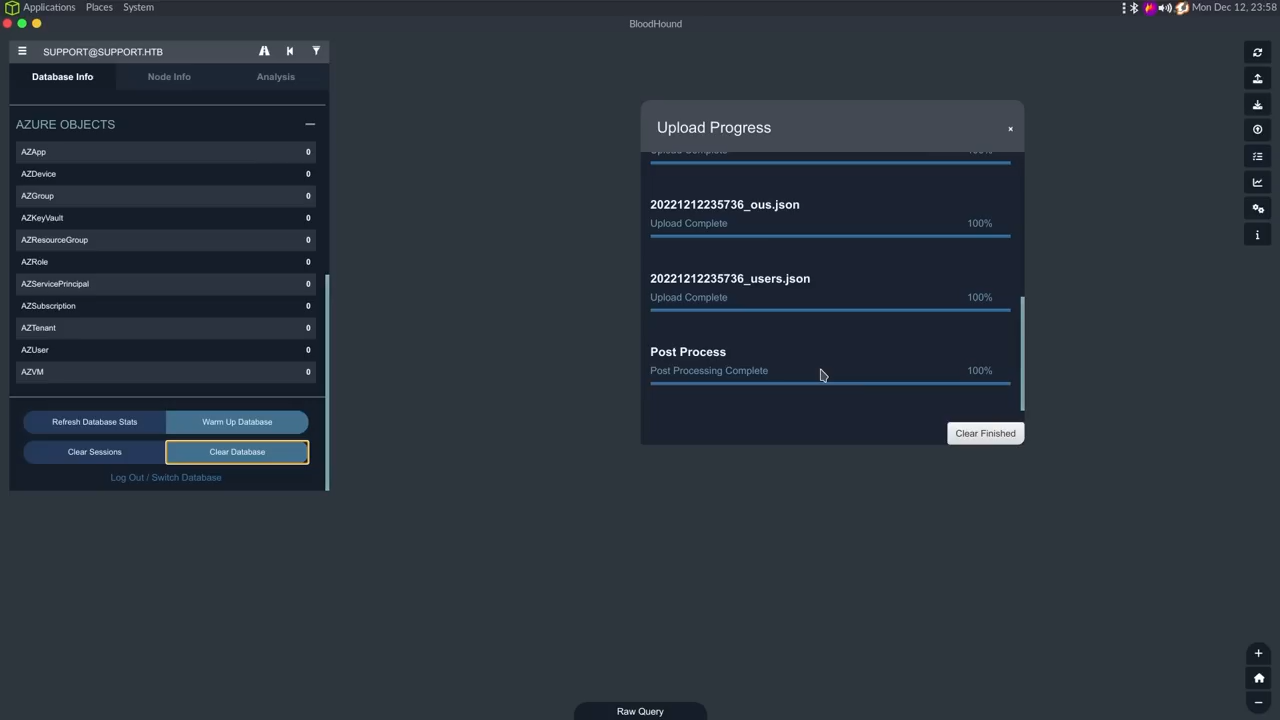 Applications Places System
Mon Dec 12, 23:58
BloodHound
SUPPORT@SUPPORT.HTB
Database Info Node Info Analysis
AZURE OBJECTS
AZApp 0
AZDevice 0
AZGroup 0
AZKeyVault 0
AZResourceGroup 0
AZRole 0
AZServicePrincipal 0
AZSubscription 0
AZTenant 0
AZUser 0
AZVM 0
Refresh Database Stats Warm Up Database
Clear Sessions Clear Database
Log Out / Switch Database
Upload Progress ×
Upload Complete 100%
20221212235736_ous.json
Upload Complete 100%
20221212235736_users.json
Upload Complete 100%
Post Process
Post Processing Complete 100%
Clear Finished
Raw Query